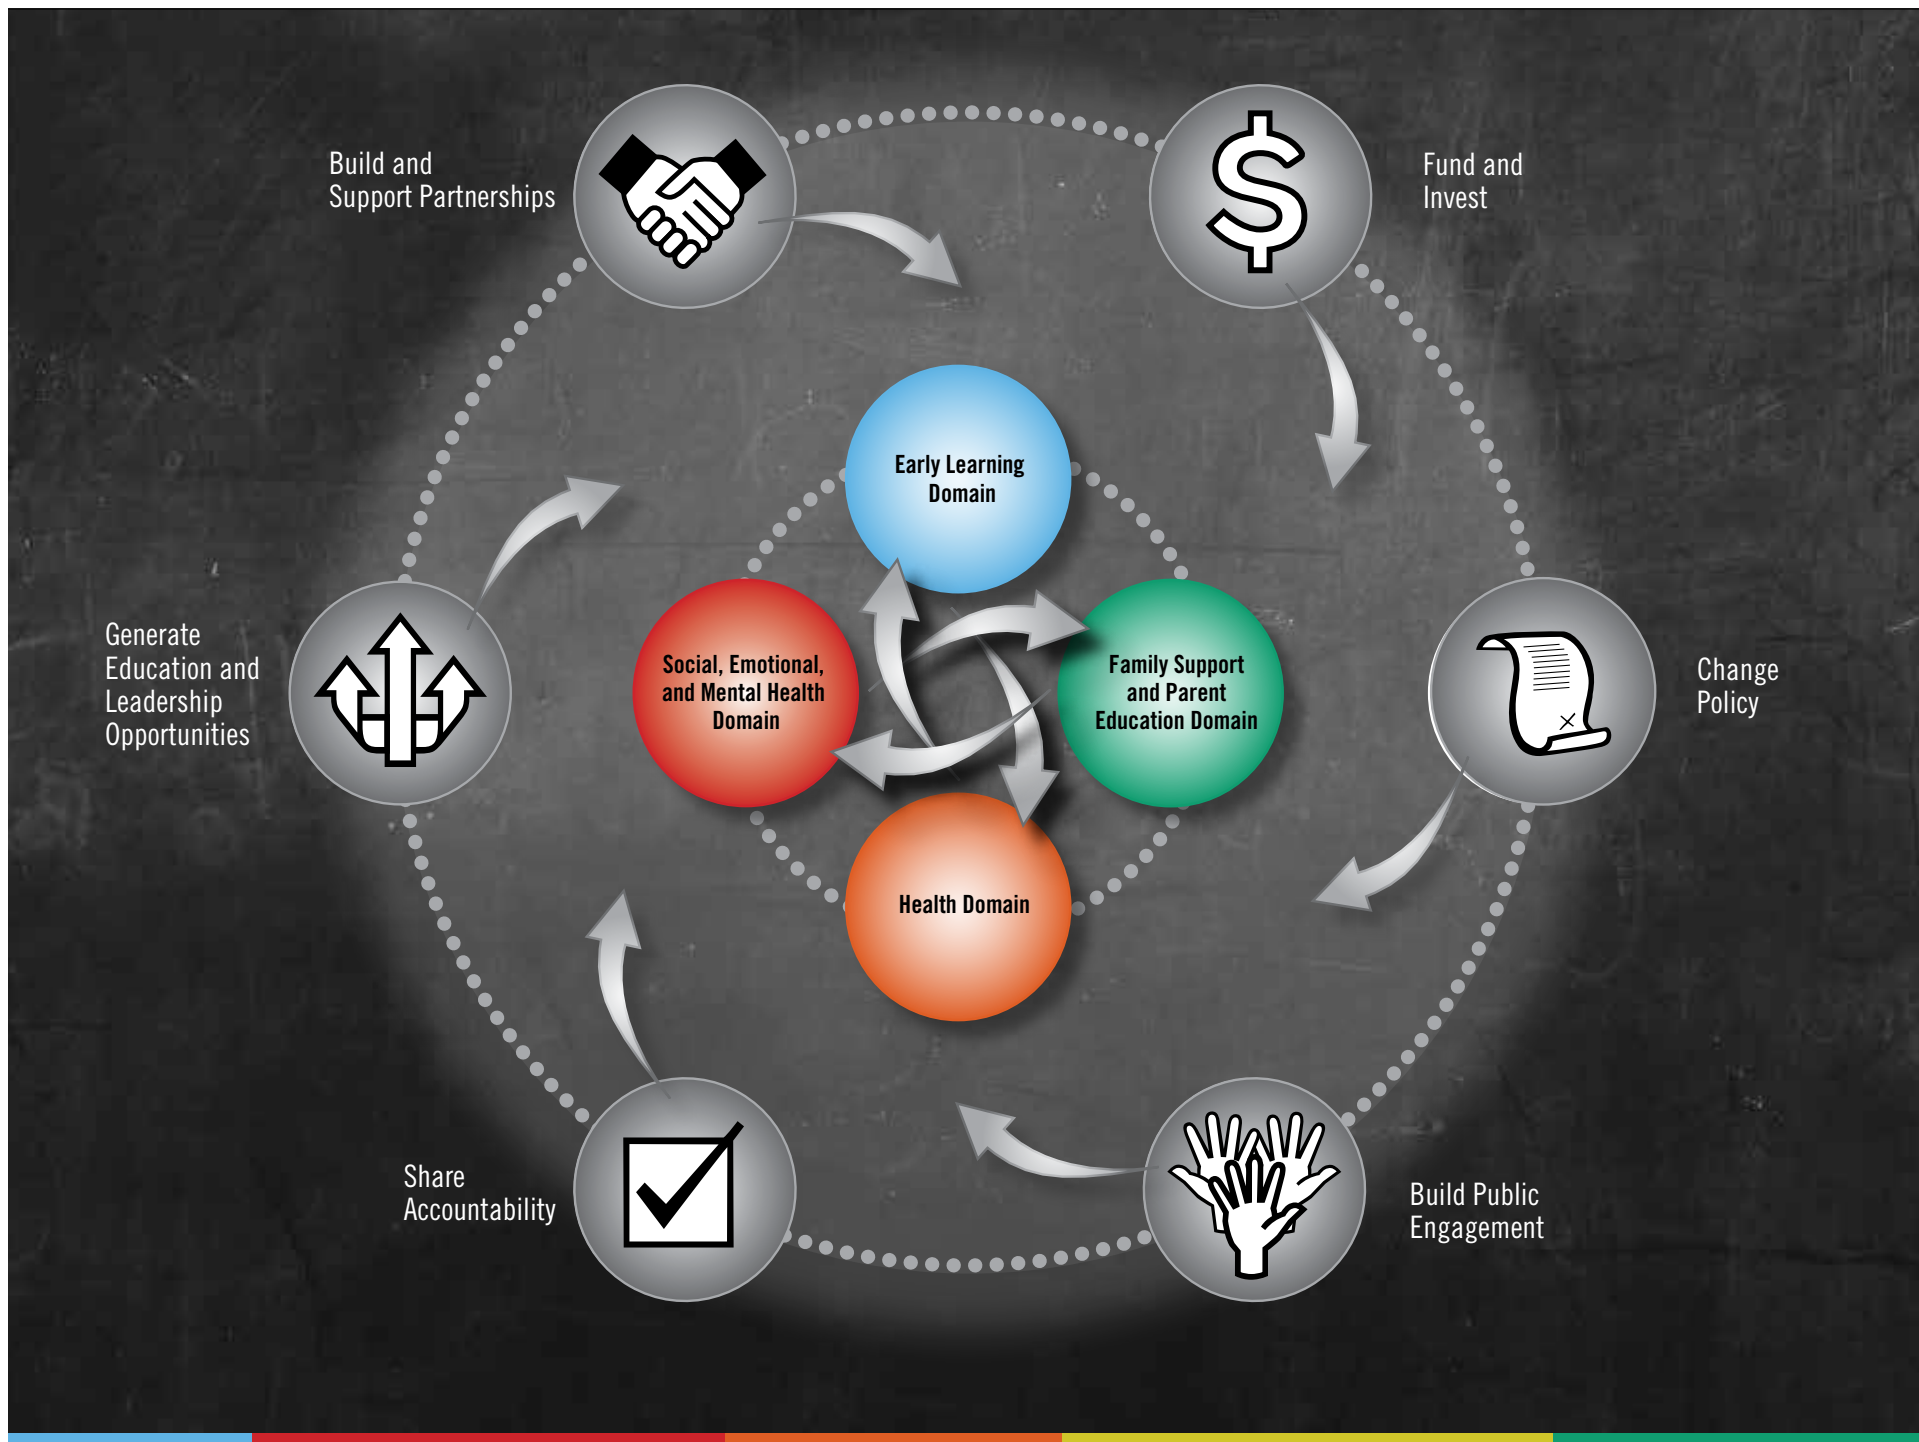 Build and
Support Partnerships
Fund and
Invest
Early Learning
Domain
Generate
Education and
Leadership
Opportunities
Social, Emotional,
and Mental Health
Domain
Family Support
and Parent
Education Domain
Change
Policy
Health Domain
Share
Accountability
Build Public
Engagement